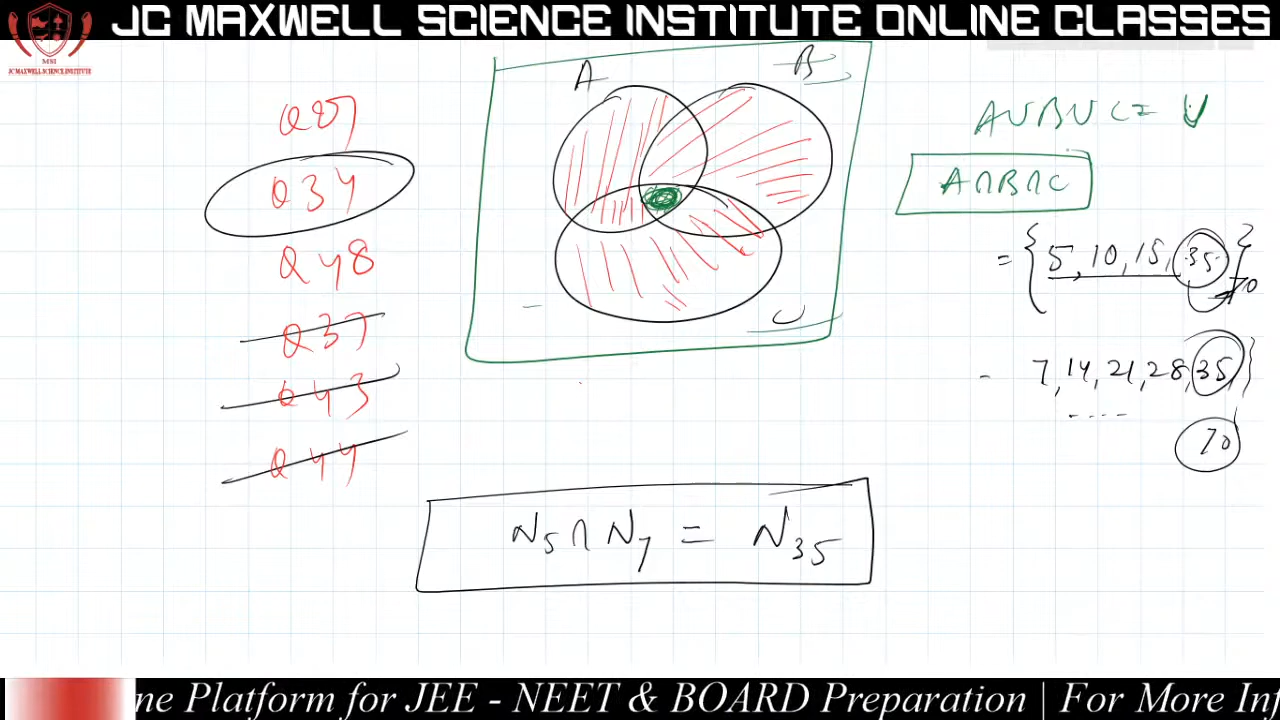 JC MAXWELL SCIENCE INSTITUTE ONLINE CLASSES
MSI
JC MAXWELL SCIENCE INSTITUTE
Q 34
Q 48
Q 37
Q 43
Q 44
A
B
C
A∪B∪C = U
A∩B∩C
= { 5, 10, 15, 35 }
70
7, 14, 21, 28, 35, }
- - - -
70
N5 ∩ N7 = N35
ne Platform for JEE - NEET & BOARD Preparation | For More Inf